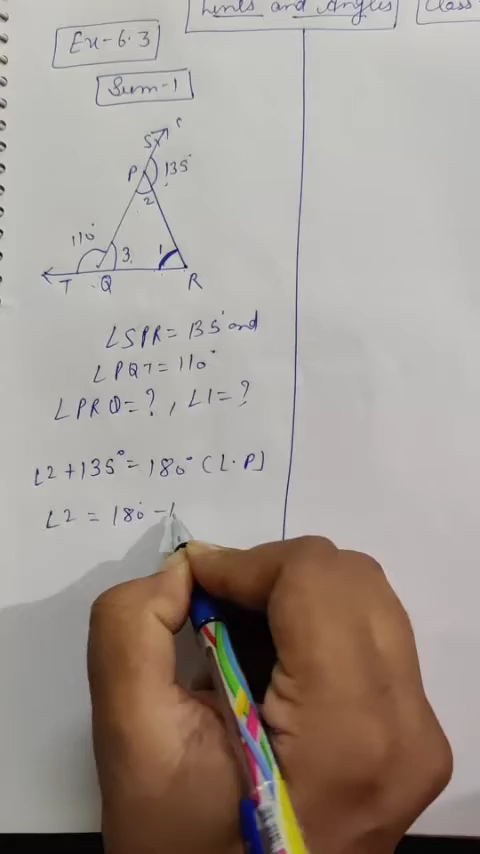 Lines and Angles
Class
Ex-6.3
Sum-1
S
P
135°
2
110°
3
1
T Q R
∠SPR = 135° and
∠PQT = 110°
∠PRQ = ? , ∠1 = ?
∠2 + 135° = 180° (L.P]
∠2 = 180° - 1